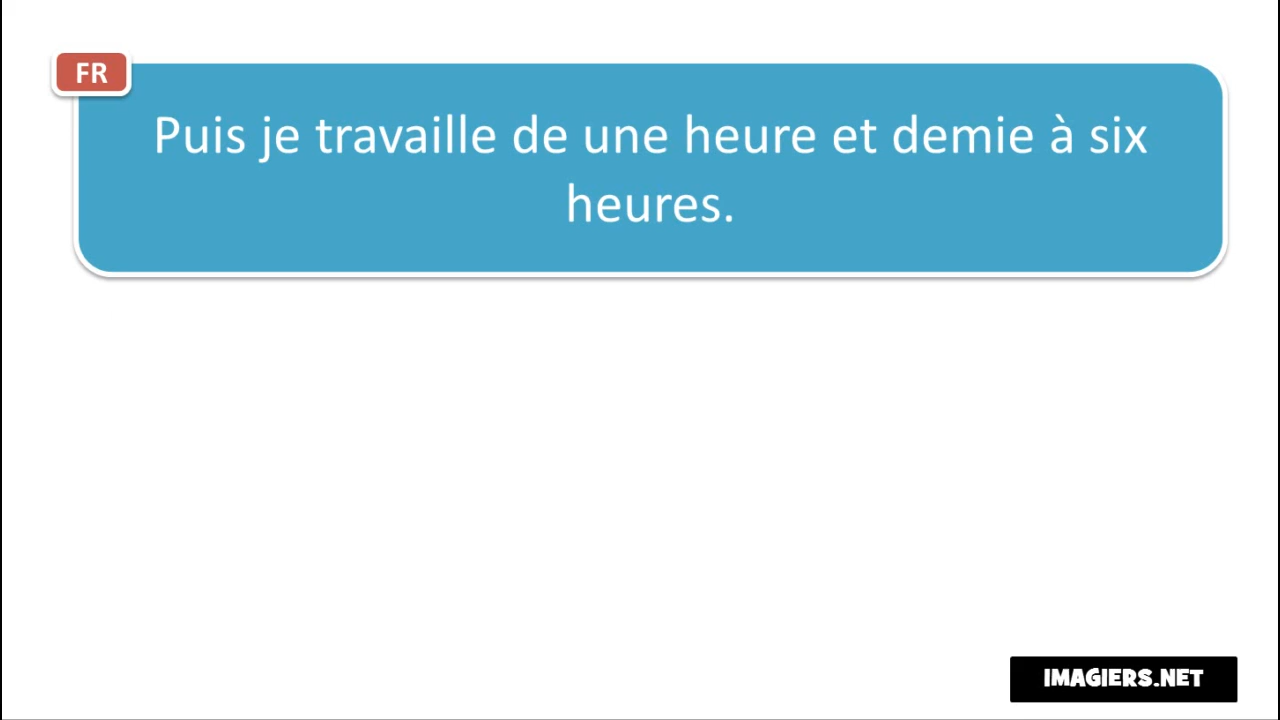 FR
Puis je travaille de une heure et demie à six
heures.
IMAGIERS.NET